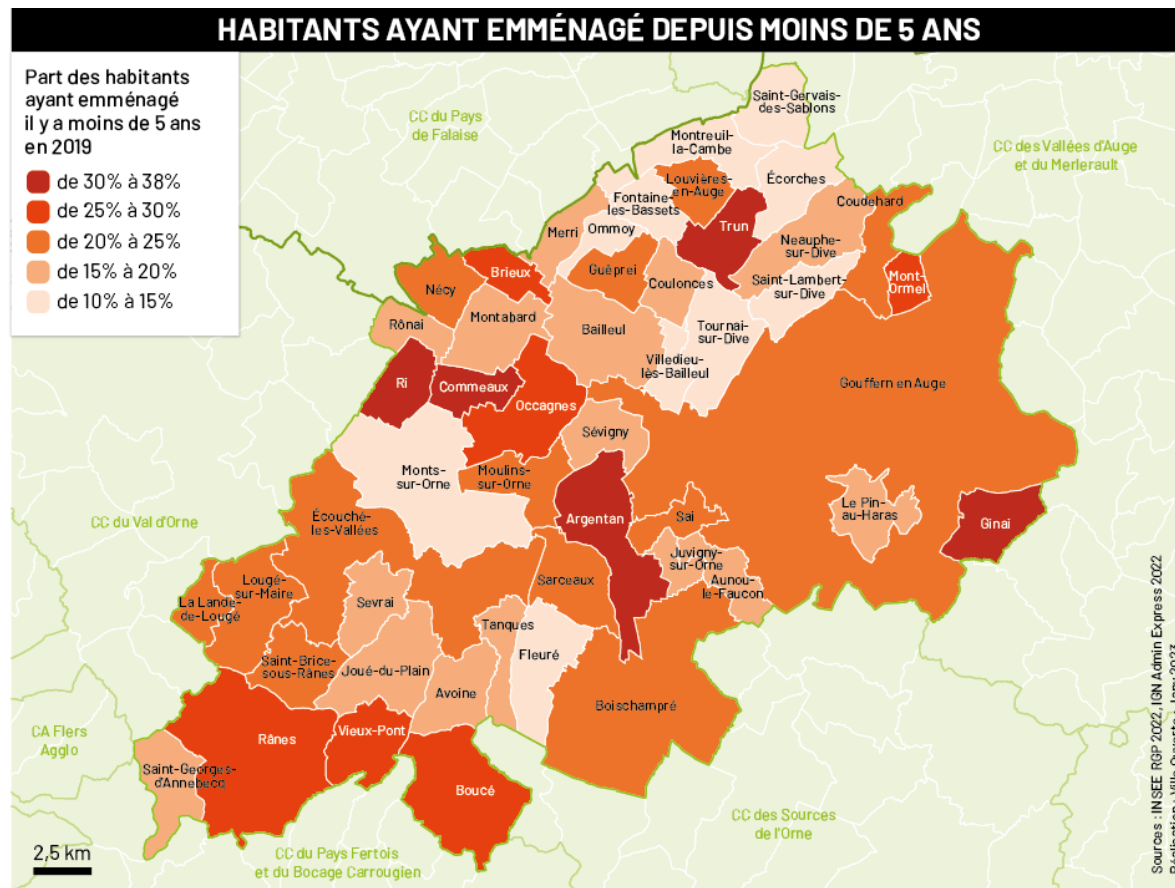 HABITANTS AYANT EMMÉNAGÉ DEPUIS MOINS DE 5 ANS
Part des habitants
ayant emménagé
il y a moins de 5 ans
en 2019
de 30% à 38%
de 25% à 30%
de 20% à 25%
de 15% à 20%
de 10% à 15%
CC du Pays
de Falaise
Saint-Gervais-
des-Sablons
Montreuil-
la-Cambe
CC des Vallées d'Auge
et du Merlerault
Louvières-
en-Auge
Écorches
Fontaine-
les-Bassets
Coudehard
Trun
Merri
Ommoy
Neauphe-
sur-Dive
Brieux
Guêprei
Nécy
Coulonces
Saint-Lambert-
sur-Dive
Mont-
Ormel
Rônai
Montabard
Bailleul
Tournai-
sur-Dive
Villedieu-
lès-Bailleul
Ri
Commeaux
Occagnes
Gouffern en Auge
Sévigny
Monts-
sur-Orne
Moulins-
sur-Orne
Le Pin-
au-Haras
CC du Val d'Orne
Écouché-
les-Vallées
Argentan
Sai
Ginai
Juvigny-
sur-Orne
Lougé-
sur-Maire
Sarceaux
Aunou-
le-Faucon
La Lande-
de-Lougé
Sevrai
Tanques
Saint-Brice-
sous-Rânes
Joué-du-Plain
Fleuré
Avoine
Boischampré
CA Flers
Agglo
Rânes
Vieux-Pont
Saint-Georges-
d'Annebecq
Boucé
CC des Sources
de l'Orne
2,5 km
CC du Pays Fertois
et du Bocage Carrougien
Sources : INSEE RGP 2022, IGN Admin Express 2022